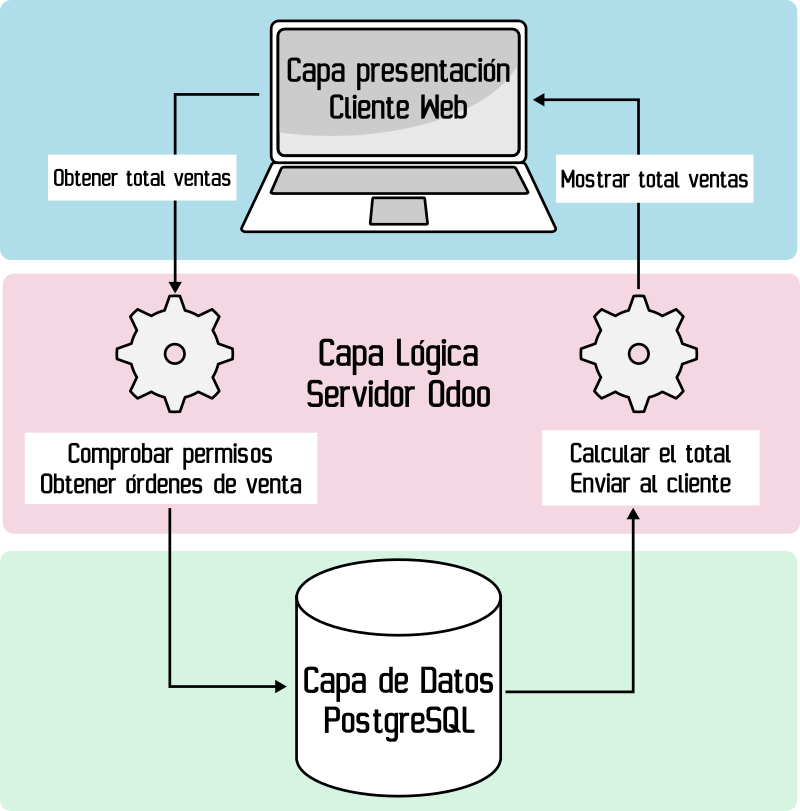 Capa presentación
Cliente Web
Obtener total ventas
Mostrar total ventas
Capa Lógica
Servidor Odoo
Comprobar permisos
Obtener órdenes de venta
Calcular el total
Enviar al cliente
Capa de Datos
PostgreSQL